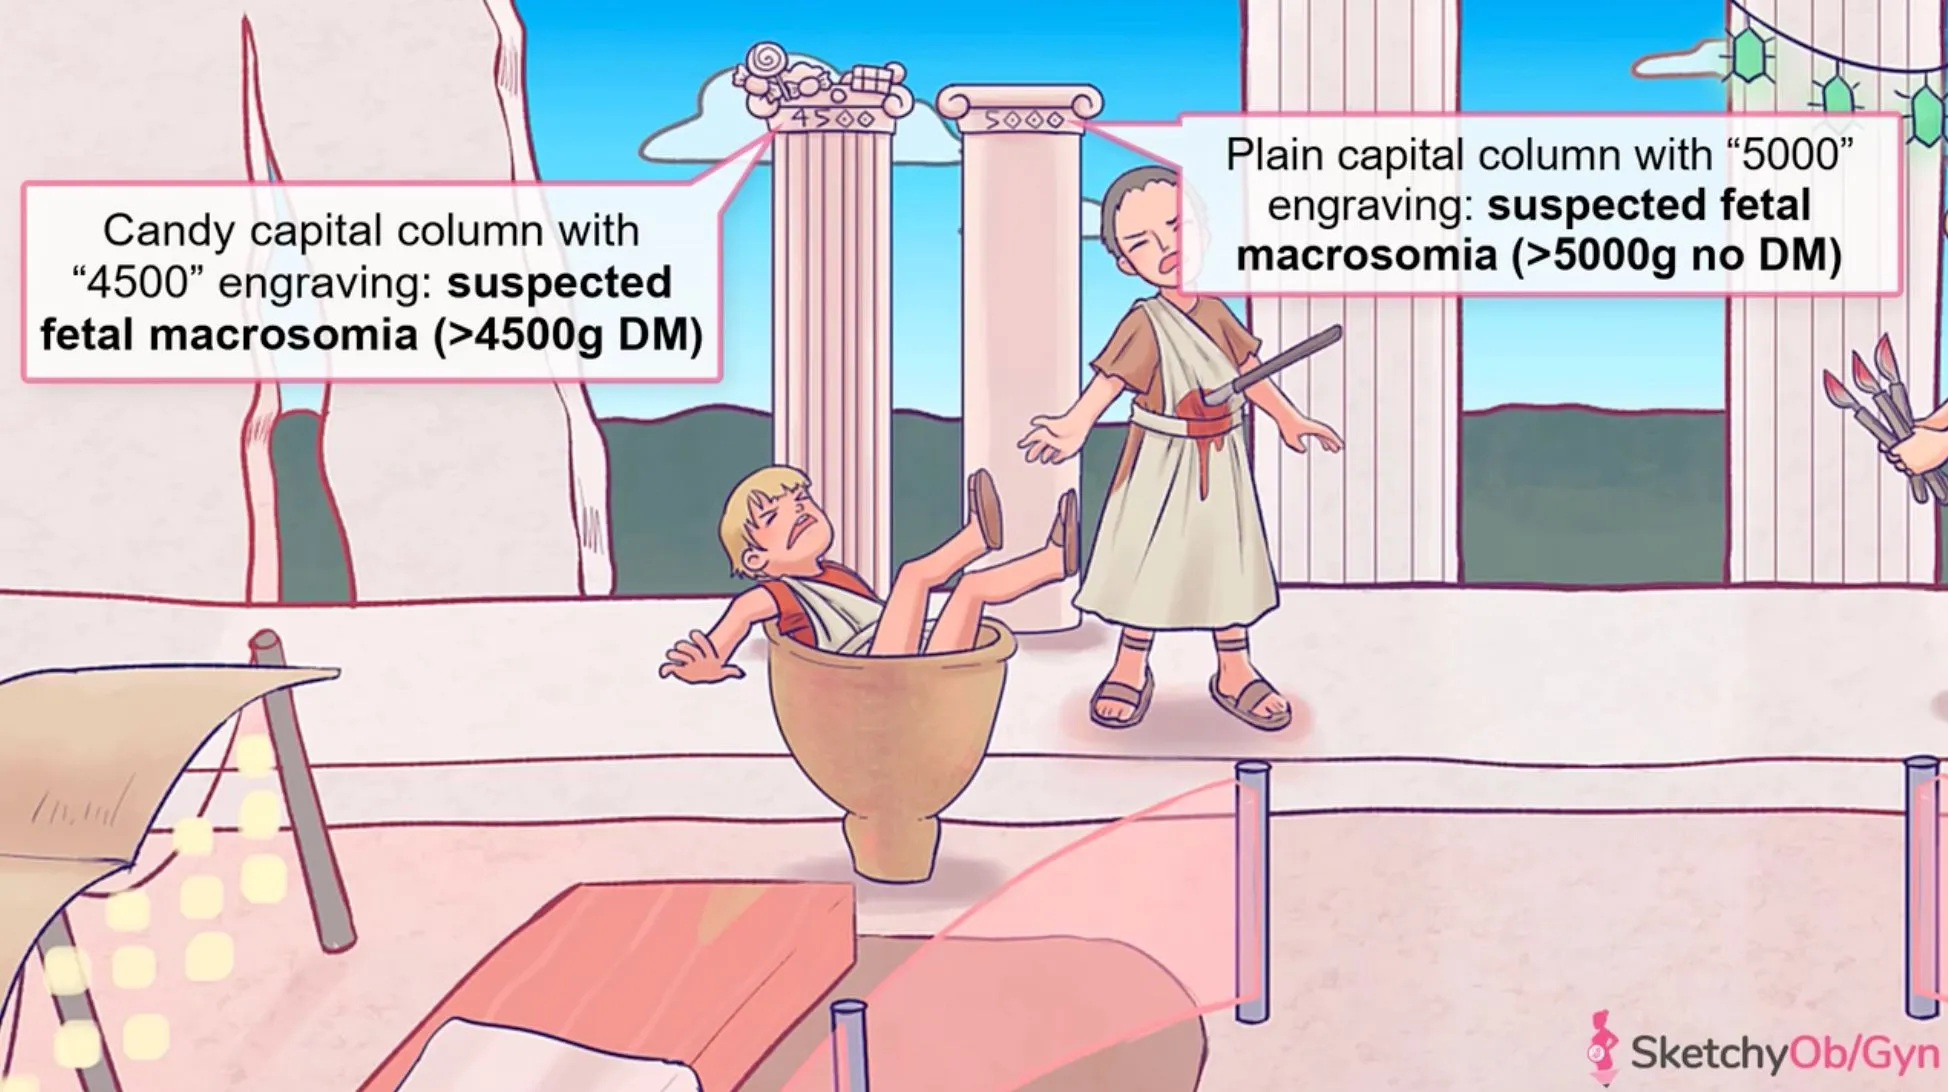 4500
5000
Candy capital column with
“4500” engraving: suspected
fetal macrosomia (>4500g DM)
Plain capital column with “5000”
engraving: suspected fetal
macrosomia (>5000g no DM)
SketchyOb/Gyn